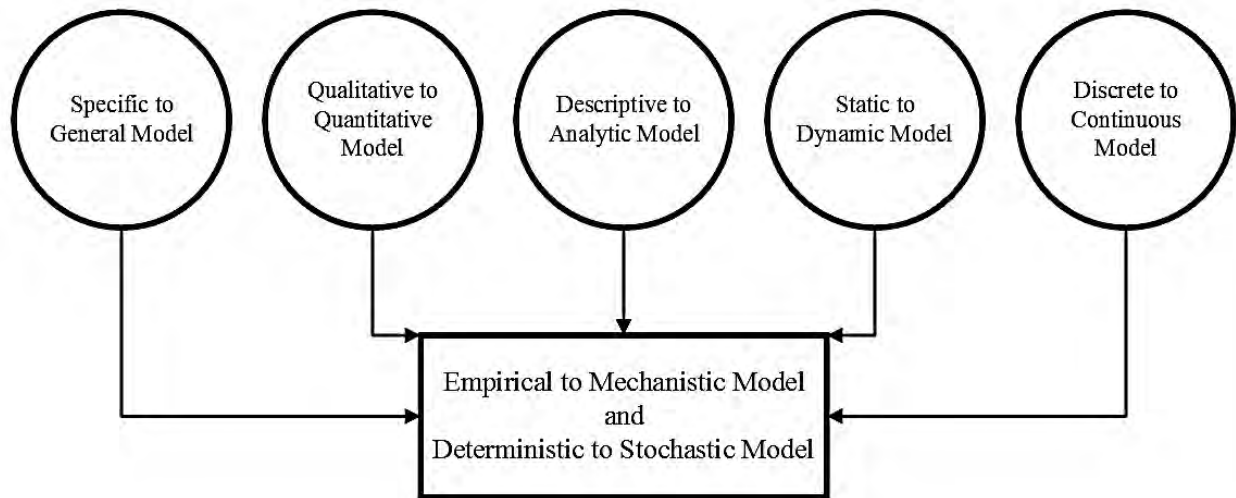 Specific to
General Model
Qualitative to
Quantitative
Model
Descriptive to
Analytic Model
Static to
Dynamic Model
Discrete to
Continuous
Model
Empirical to Mechanistic Model
and
Deterministic to Stochastic Model